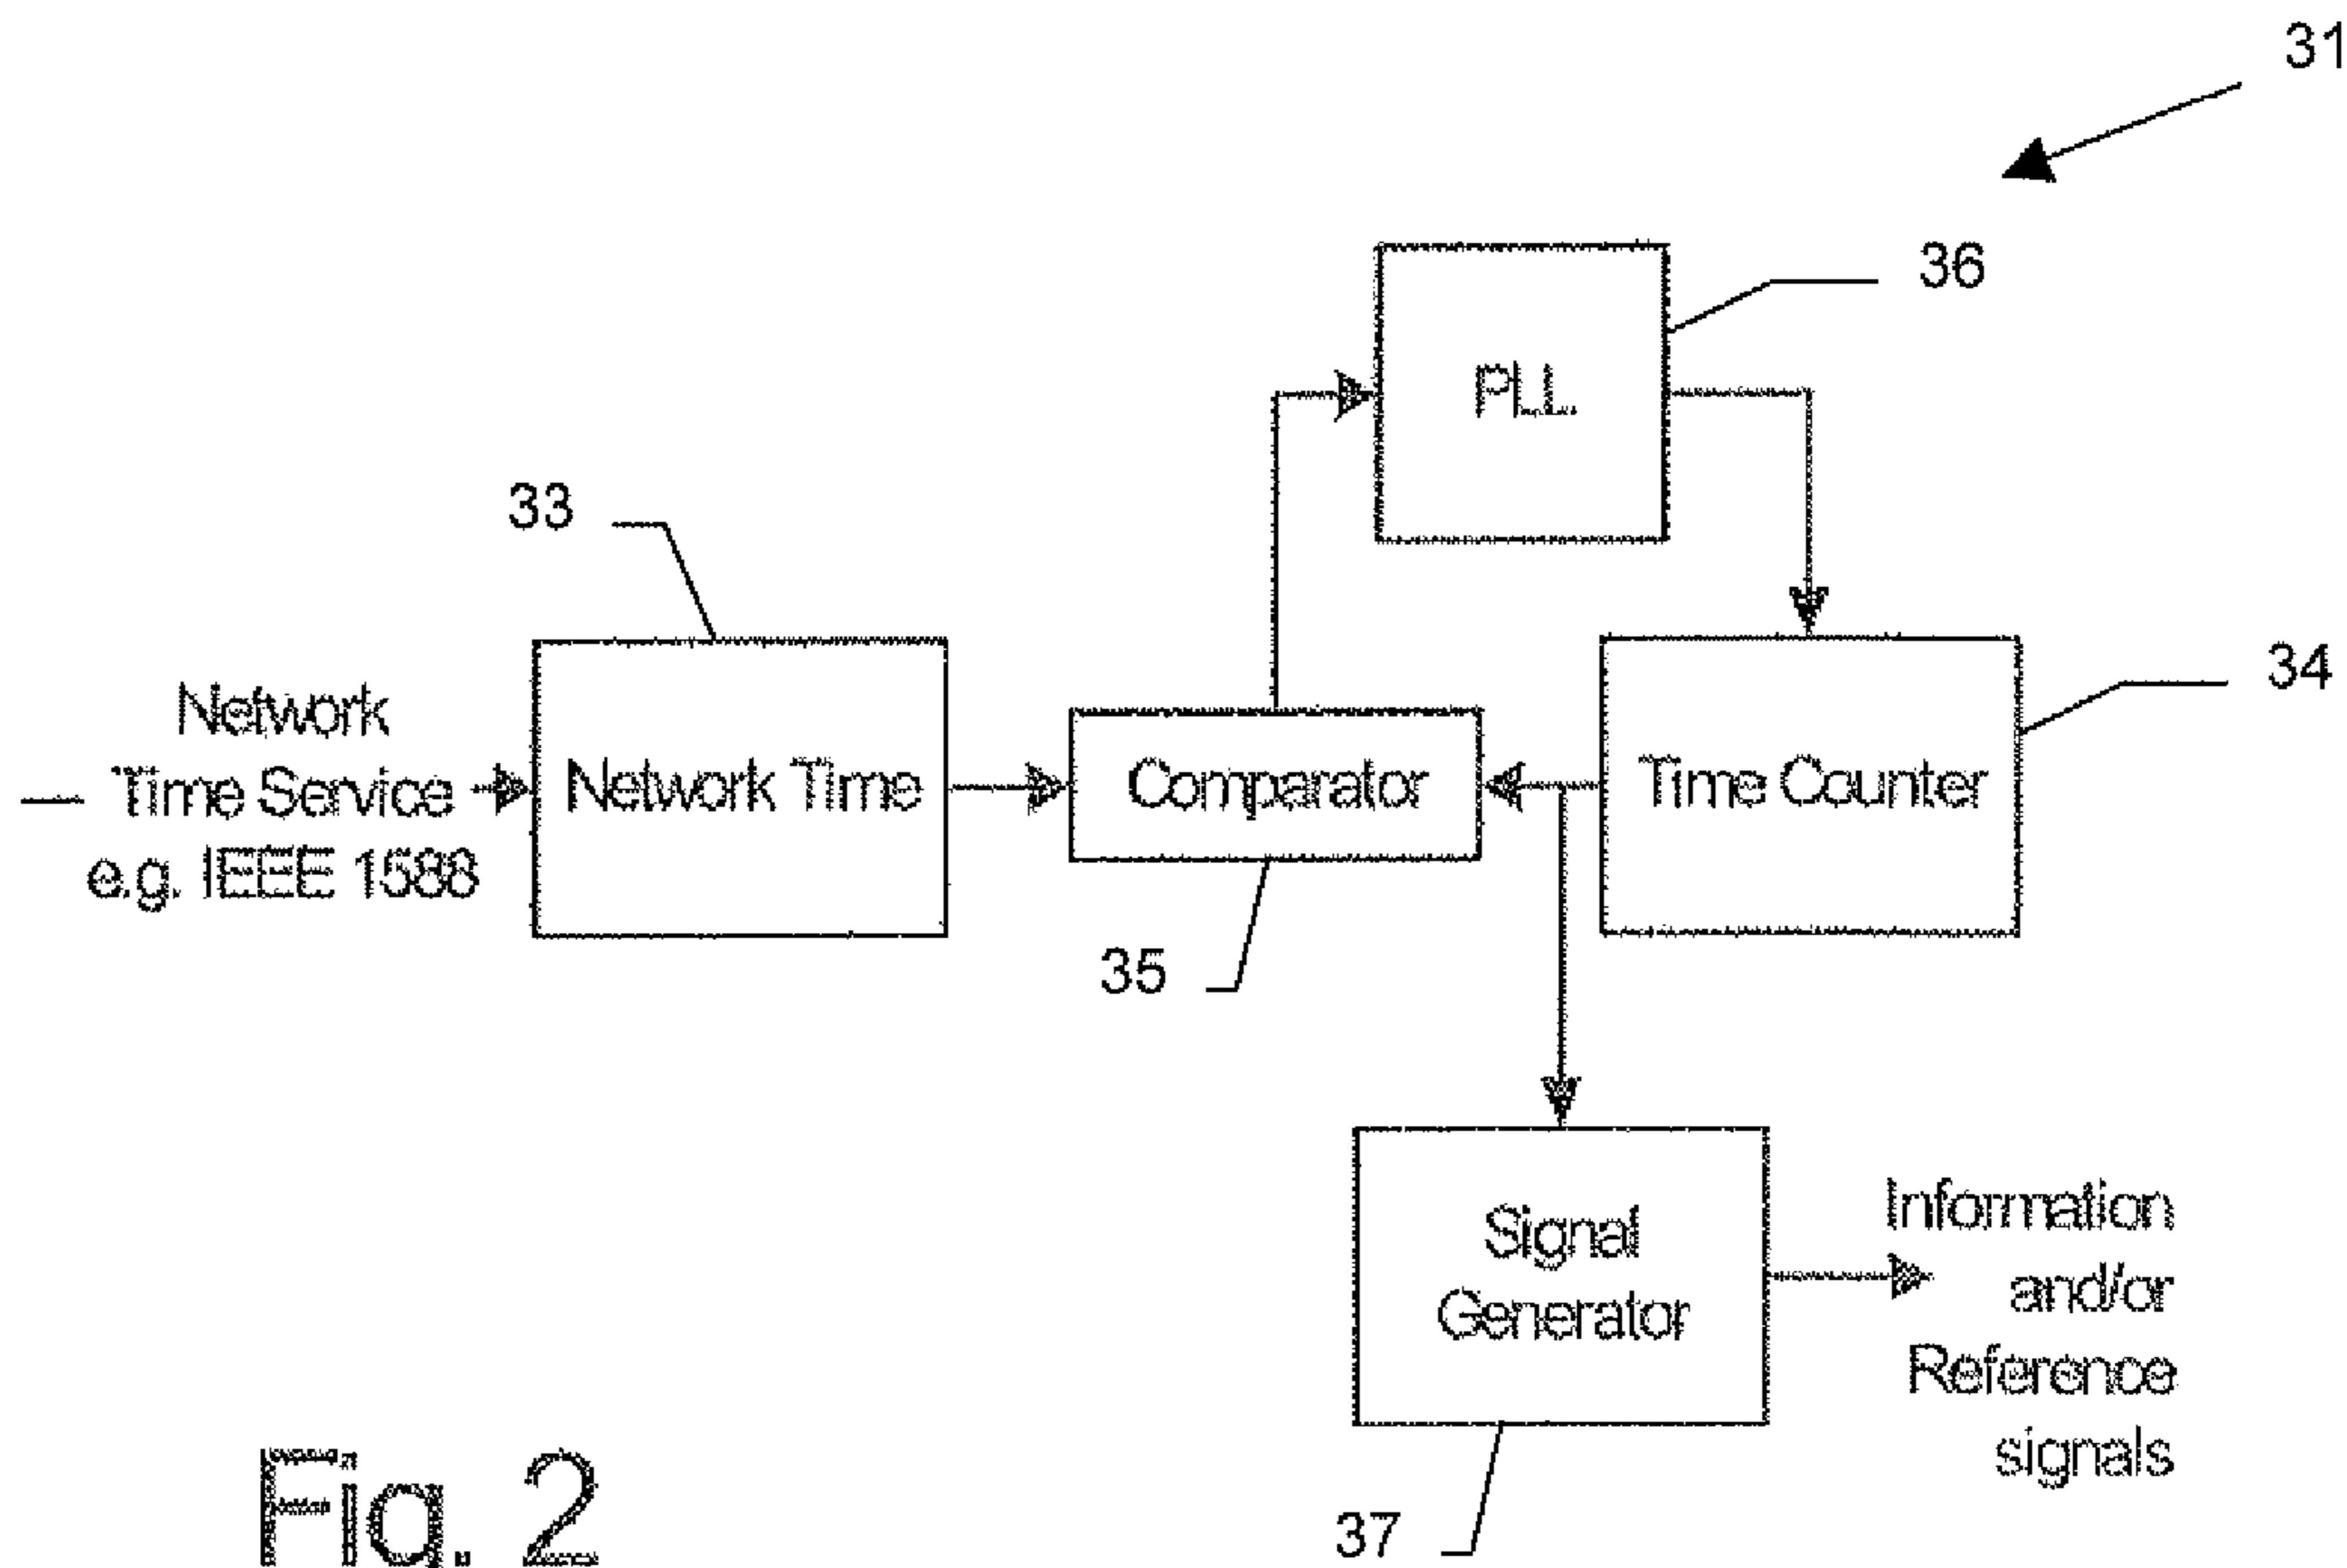 31
36
PLL
33
34
Network
Time Service
e.g. IEEE 1588
Network Time
Comparator
Time Counter
35
Signal
Generator
Information
and/or
Reference
signals
37
Fig. 2